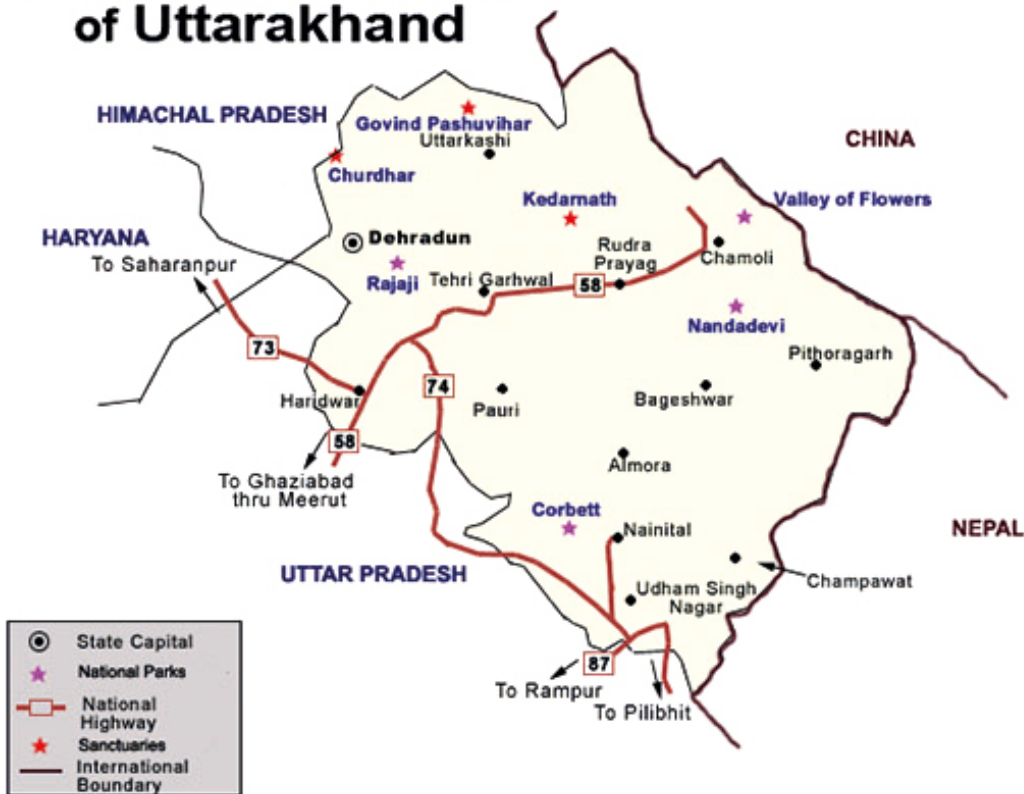 of Uttarakhand
HIMACHAL PRADESH
Govind Pashuvihar
Uttarkashi
CHINA
Churdhar
Kedarnath
Valley of Flowers
HARYANA
Dehradun
To Saharanpur
Rudra
Prayag
Chamoli
Rajaji
Tehri Garhwal
58
Nandadevi
73
Pithoragarh
74
Haridwar
Pauri
Bageshwar
58
Almora
To Ghaziabad
thru Meerut
Corbett
Nainital
NEPAL
UTTAR PRADESH
Champawat
Udham Singh
Nagar
87
To Rampur
To Pilibhit
State Capital
National Parks
National
Highway
Sanctuaries
International
Boundary